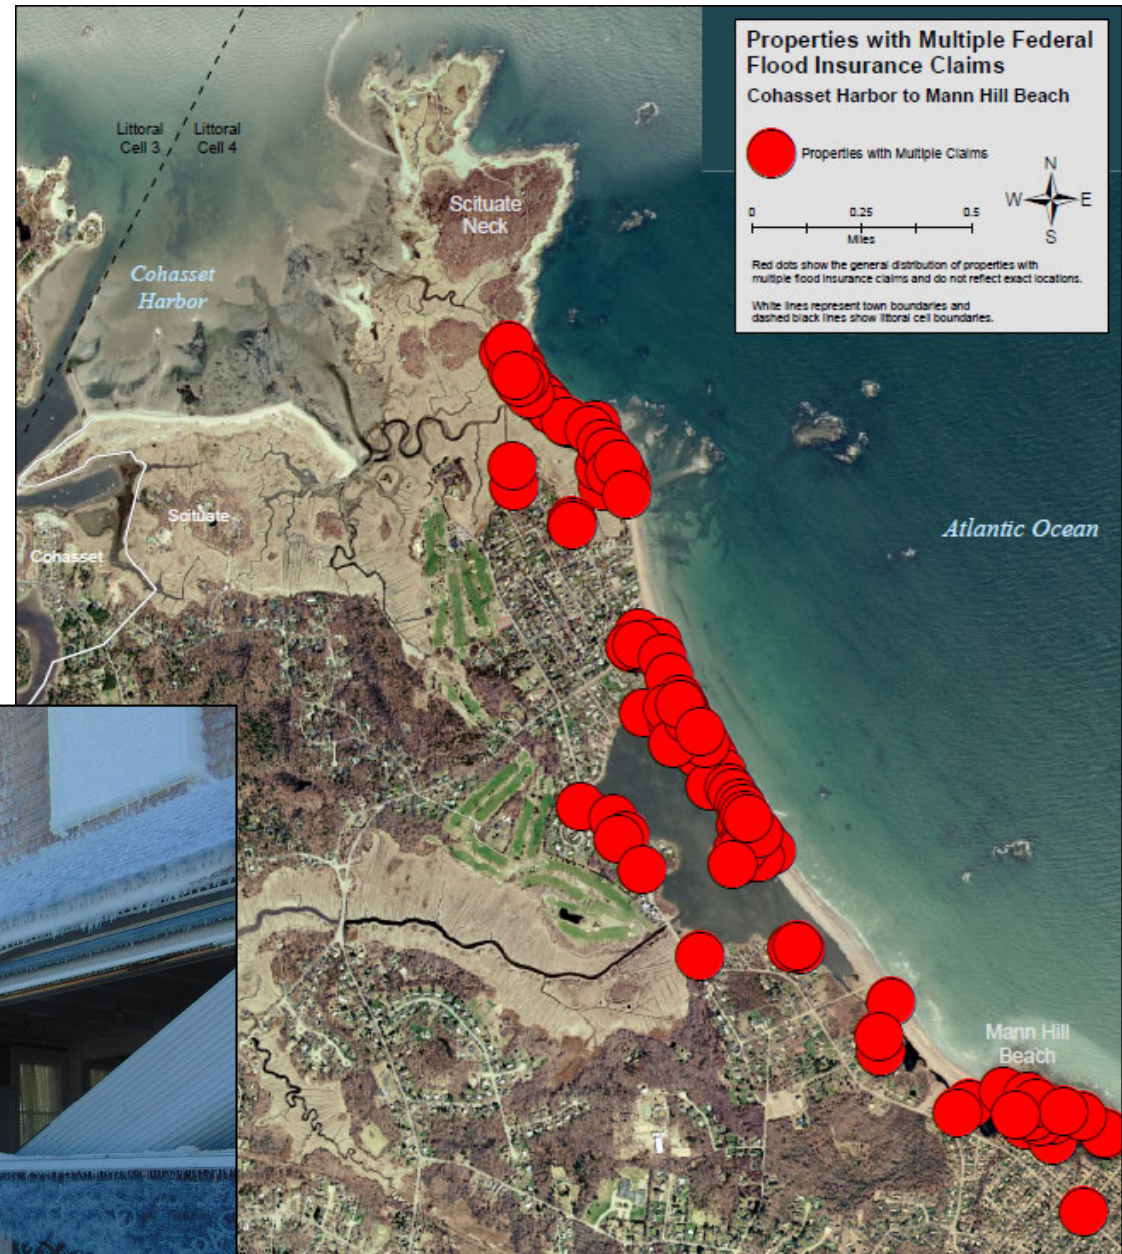 Properties with Multiple Federal
Flood Insurance Claims
Cohasset Harbor to Mann Hill Beach
Properties with Multiple Claims
N
W E
S
0 0.25 0.5
Miles
Red dots show the general distribution of properties with
multiple flood insurance claims and do not reflect exact locations.
White lines represent town boundaries and
dashed black lines show littoral cell boundaries.
Littoral
Cell 3
Littoral
Cell 4
Scituate
Neck
Cohasset
Harbor
Scituate
Cohasset
Atlantic Ocean
Mann Hill
Beach